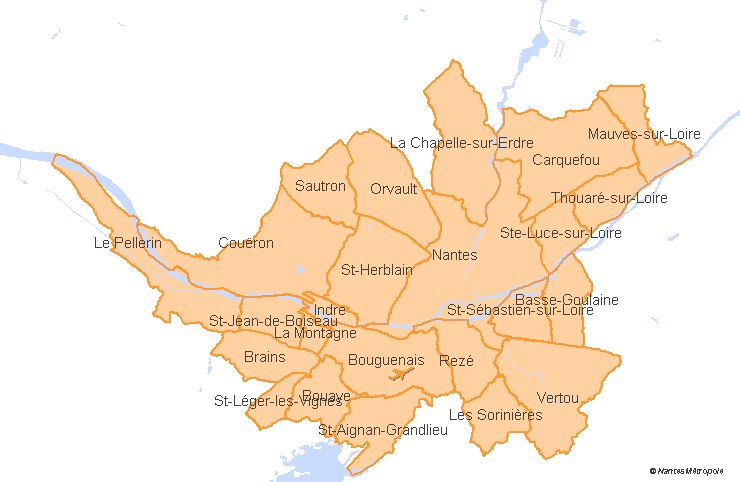 La Chapelle-sur-Erdre
Mauves-sur-Loire
Carquefou
Sautron
Orvault
Thouaré-sur-Loire
Ste-Luce-sur-Loire
Le Pellerin
Couëron
Nantes
St-Herblain
Basse-Goulaine
St-Sébastien-sur-Loire
Indre
St-Jean-de-Boiseau
La Montagne
Brains
Bouguenais
Rezé
St-Léger-les-Vignes
Bouaye
Vertou
Les Sorinières
St-Aignan-Grandlieu
© Nantes Métropole